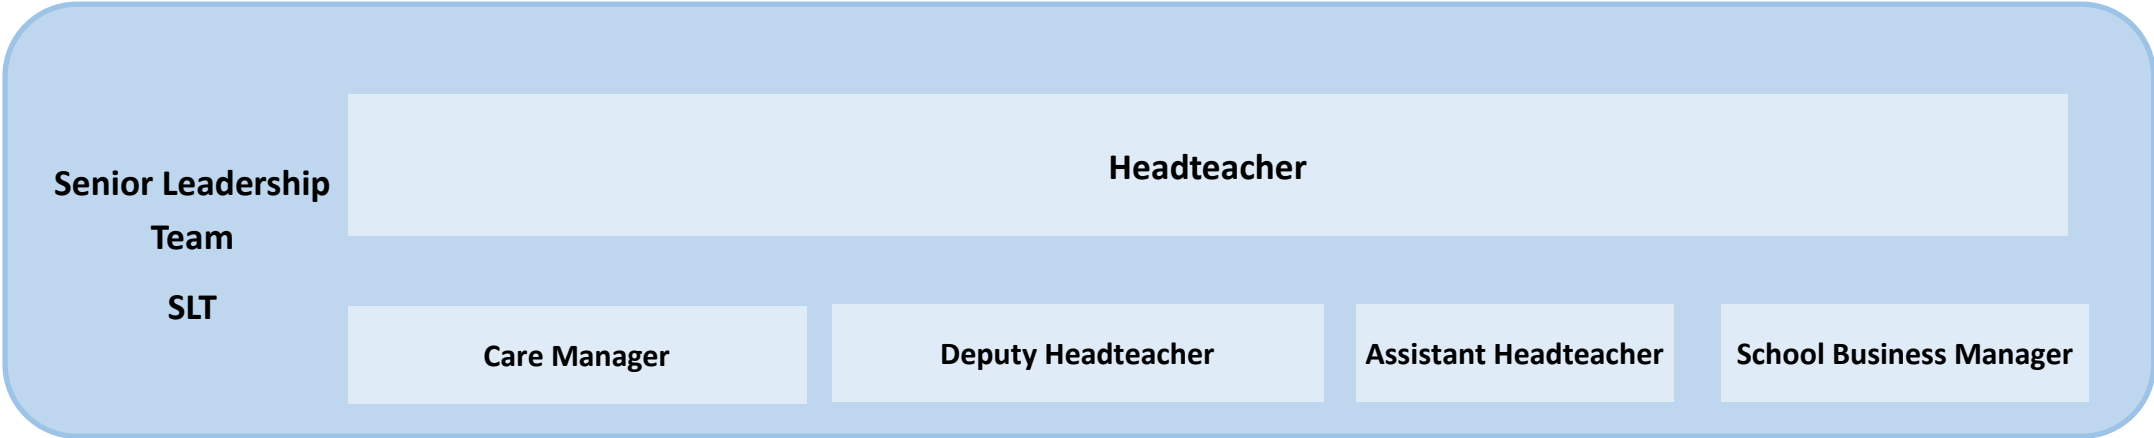 Senior Leadership
Team
SLT
Headteacher
Care Manager
Deputy Headteacher
Assistant Headteacher
School Business Manager